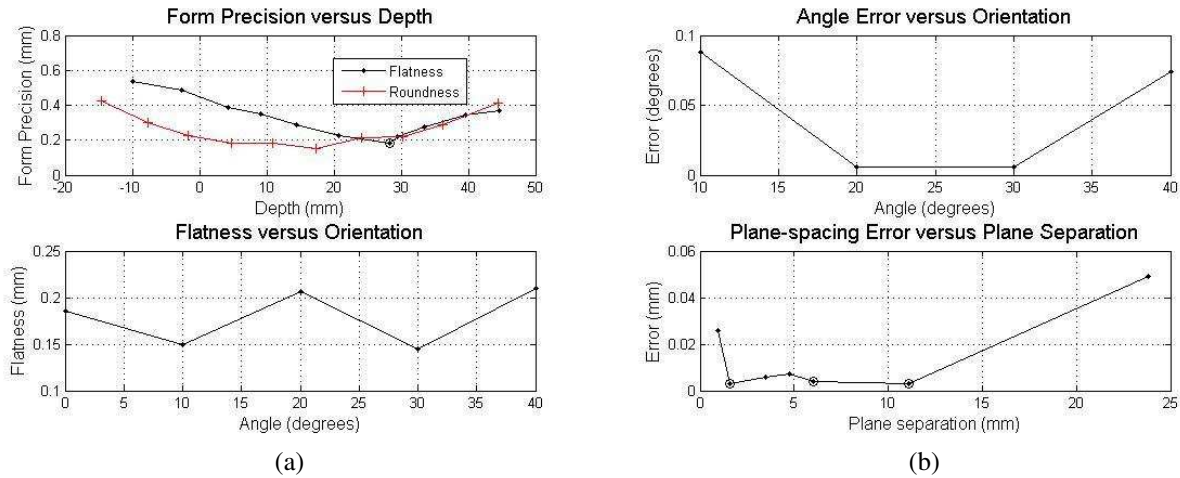 Form Precision versus Depth
Form Precision (mm)
0.8
0.6
0.4
0.2
0
-20 -10 0 10 20 30 40 50
Depth (mm)
Flatness
Roundness
Flatness versus Orientation
Flatness (mm)
0.25
0.2
0.15
0.1
0 5 10 15 20 25 30 35 40
Angle (degrees)
(a)
Angle Error versus Orientation
Error (degrees)
0.1
0.05
0
10 15 20 25 30 35 40
Angle (degrees)
Plane-spacing Error versus Plane Separation
Error (mm)
0.06
0.04
0.02
0
0 5 10 15 20 25
Plane separation (mm)
(b)